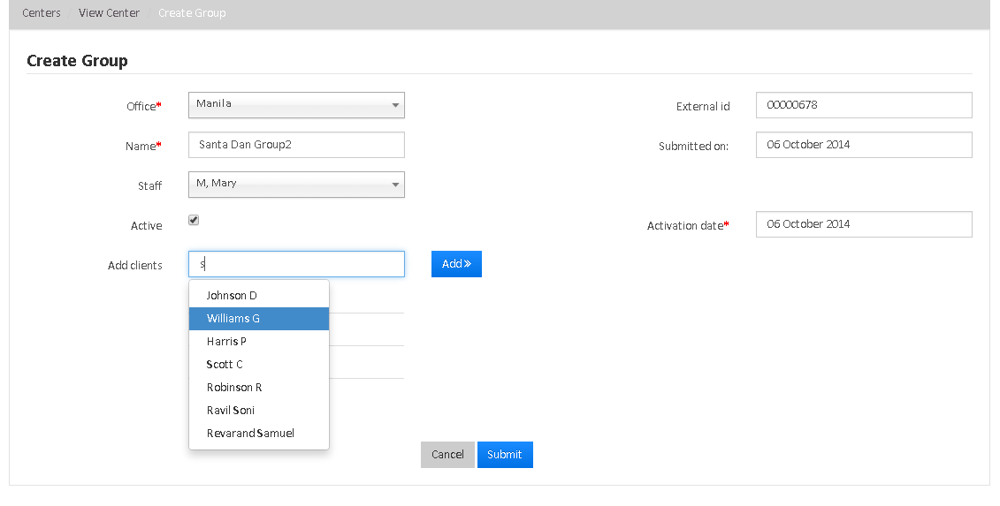 Centers View Center Create Group
Create Group
Office* Manila External id 00000678
Name* Santa Dan Group2 Submitted on: 06 October 2014
Staff M, Mary
Active Activation date* 06 October 2014
Add clients s Add »
Johnson D
Williams G
Harris P
Scott C
Robinson R
Ravil Soni
Revarand Samuel
Cancel Submit